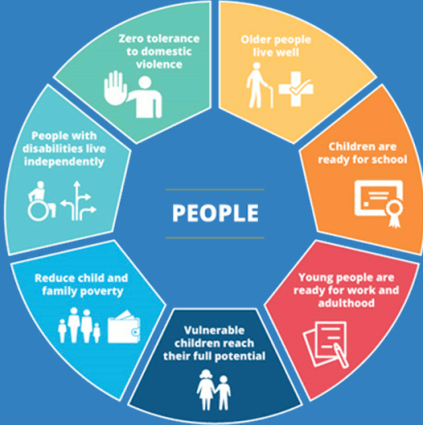 Zero tolerance
to domestic
violence
Older people
live well
People with
disabilities live
independently
Children are
ready for school
PEOPLE
Reduce child and
family poverty
Young people are
ready for work and
adulthood
Vulnerable
children reach
their full potential